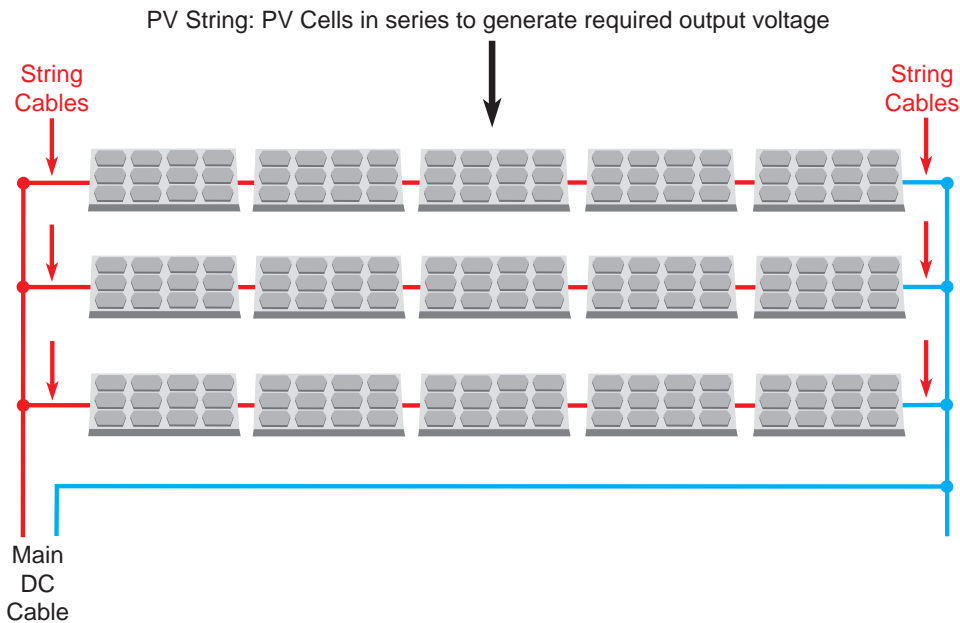 PV String: PV Cells in series to generate required output voltage
String
Cables
String
Cables
Main
DC
Cable